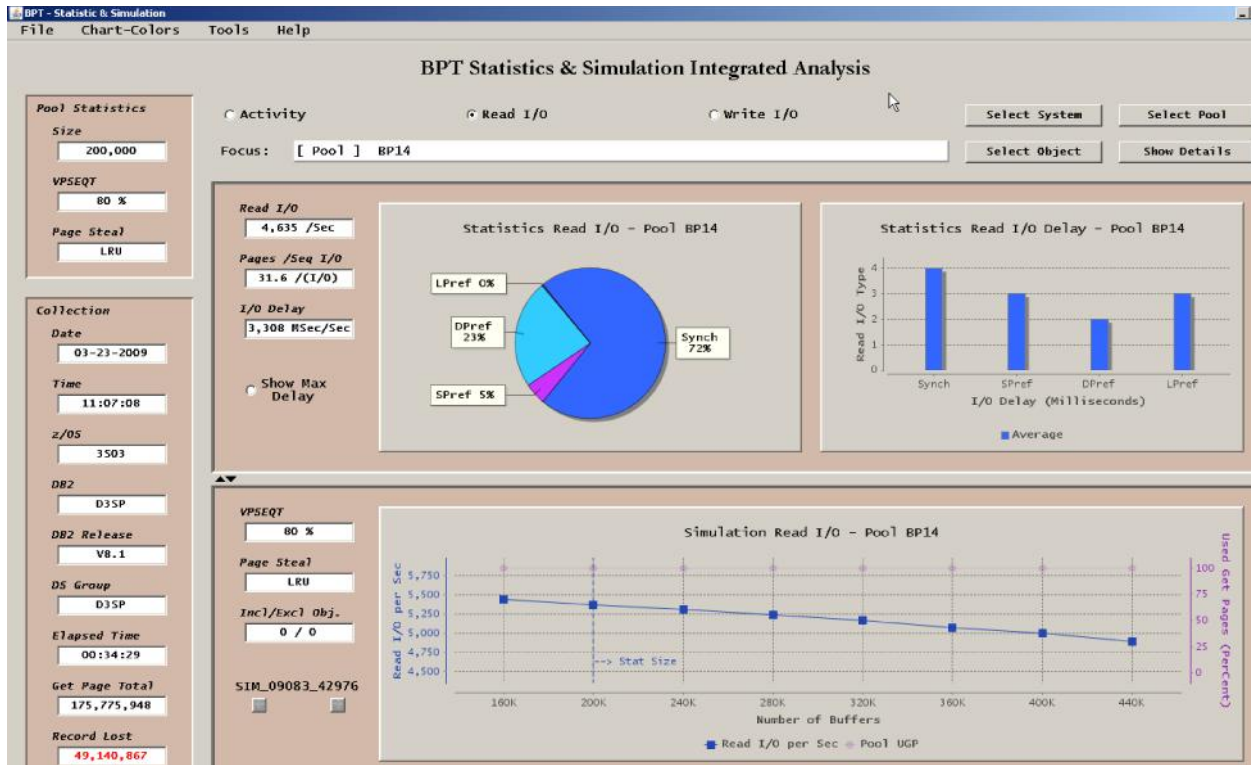 BPT - Statistic & Simulation
File Chart-Colors Tools Help
BPT Statistics & Simulation Integrated Analysis
Pool Statistics
Size
200,000
VPSEQT
80 %
Page Steal
LRU
Collection
Date
03-23-2009
Time
11:07:08
z/OS
3S03
DB2
D3SP
DB2 Release
V8.1
DS Group
D3SP
Elapsed Time
00:34:29
Get Page Total
175,775,948
Record Lost
49,140,867
Activity Read I/O Write I/O
Select System Select Pool
Focus: [ Pool ] BP14
Select Object Show Details
Read I/O
4,635 /Sec
Pages /Seq I/O
31.6 /(I/O)
I/O Delay
3,308 MSec/Sec
Show Max
Delay
Statistics Read I/O - Pool BP14
LPref 0%
DPref
23%
SPref 5%
Synch
72%
Statistics Read I/O Delay - Pool BP14
Read I/O Type
4
3
2
1
0
Synch SPref DPref LPref
I/O Delay (Milliseconds)
Average
VPSEQT
80 %
Page Steal
LRU
Incl/Excl Obj.
0 / 0
SIM_09083_42976
Simulation Read I/O - Pool BP14
Read I/O per Sec
5,750
5,500
5,250
5,000
4,750
4,500
--> Stat Size
Used Get Pages (PerCent)
100
75
50
25
0
160K 200K 240K 280K 320K 360K 400K 440K
Number of Buffers
Read I/O per Sec Pool UGP